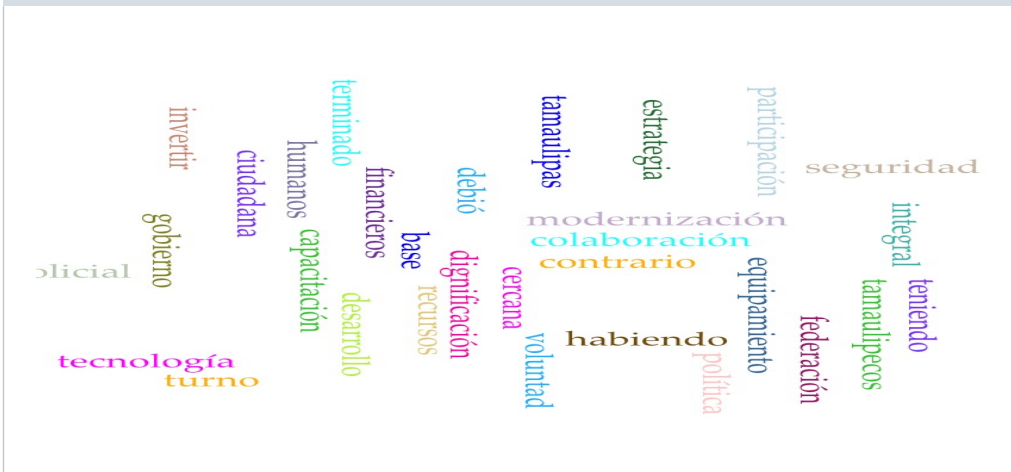 invertir
gobierno
olicial
tecnología
turno
ciudadana
humanos
terminado
capacitación
financieros
desarrollo
base
recursos
debió
dignificación
cercana
voluntad
tamaulipas
estrategia
participación
seguridad
modernización
colaboración
contrario
habiendo
política
equipamiento
federación
integral
tamaulipecos
teniendo